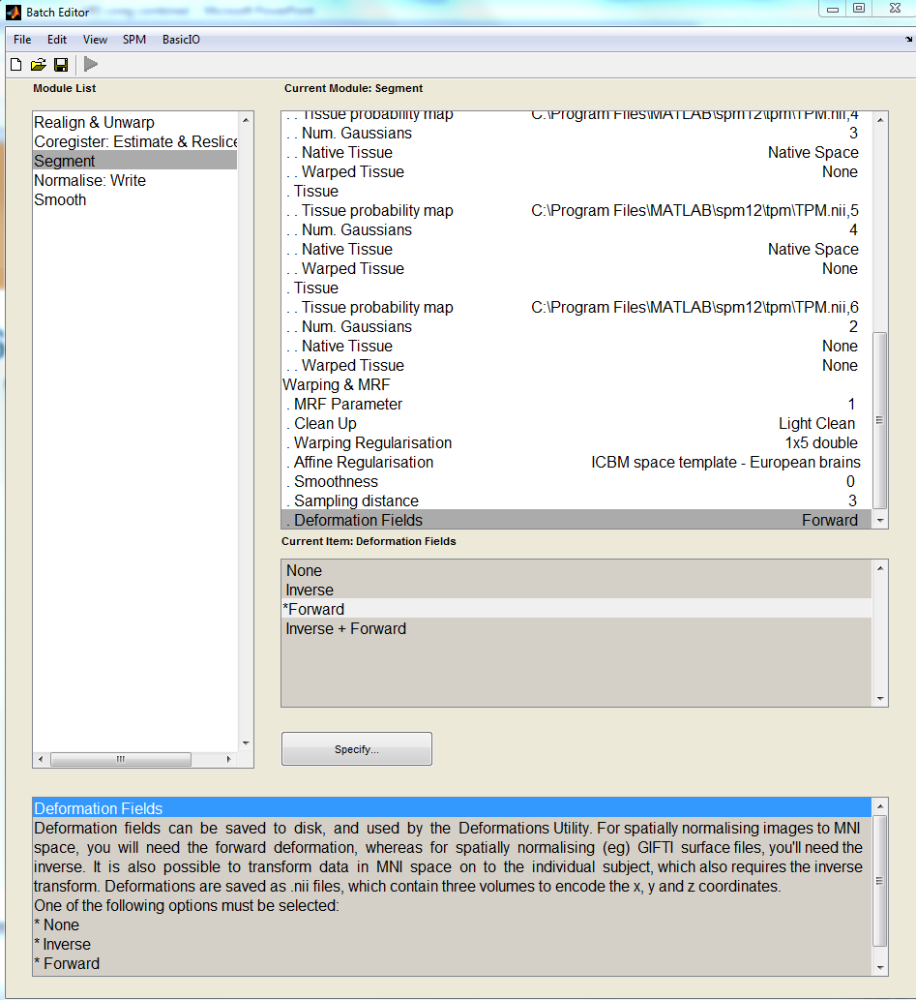 Batch Editor
File Edit View SPM BasicIO
Module List
Current Module: Segment
Realign & Unwarp
Coregister: Estimate & Reslice
Segment
Normalise: Write
Smooth
. . Tissue probability map C:\Program Files\MATLAB\spm12\tpm\TPM.nii,4
. . Num. Gaussians 3
. . Native Tissue Native Space
. . Warped Tissue None
. Tissue
. . Tissue probability map C:\Program Files\MATLAB\spm12\tpm\TPM.nii,5
. . Num. Gaussians 4
. . Native Tissue Native Space
. . Warped Tissue None
. Tissue
. . Tissue probability map C:\Program Files\MATLAB\spm12\tpm\TPM.nii,6
. . Num. Gaussians 2
. . Native Tissue None
. . Warped Tissue None
Warping & MRF
. MRF Parameter 1
. Clean Up Light Clean
. Warping Regularisation 1x5 double
. Affine Regularisation ICBM space template - European brains
. Smoothness 0
. Sampling distance 3
. Deformation Fields Forward
Current Item: Deformation Fields
None
Inverse
*Forward
Inverse + Forward
Specify...
Deformation Fields
Deformation fields can be saved to disk, and used by the Deformations Utility. For spatially normalising images to MNI
space, you will need the forward deformation, whereas for spatially normalising (eg) GIFTI surface files, you'll need the
inverse. It is also possible to transform data in MNI space on to the individual subject, which also requires the inverse
transform. Deformations are saved as .nii files, which contain three volumes to encode the x, y and z coordinates.
One of the following options must be selected:
* None
* Inverse
* Forward